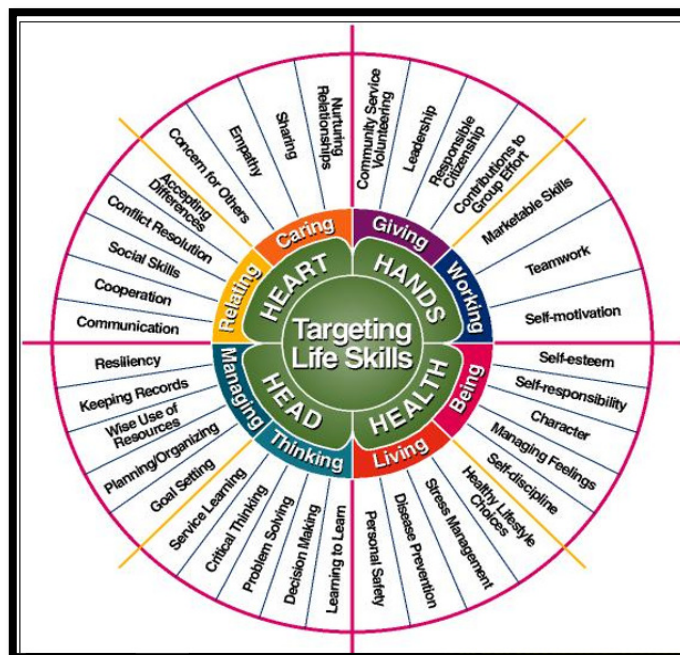 Targeting
Life Skills
HEART
HANDS
HEALTH
HEAD
Relating
Caring
Giving
Working
Being
Living
Thinking
Managing
Communication
Cooperation
Social Skills
Conflict Resolution
Accepting
Differences
Concern for Others
Empathy
Sharing
Nurturing
Relationships
Community Service
Volunteering
Leadership
Responsible
Citizenship
Contributions to
Group Effort
Marketable Skills
Teamwork
Self-motivation
Self-esteem
Self-responsibility
Character
Managing Feelings
Self-discipline
Healthy Lifestyle
Choices
Stress Management
Disease Prevention
Personal Safety
Learning to Learn
Decision Making
Problem Solving
Critical Thinking
Service Learning
Goal Setting
Planning/Organizing
Wise Use of
Resources
Keeping Records
Resiliency